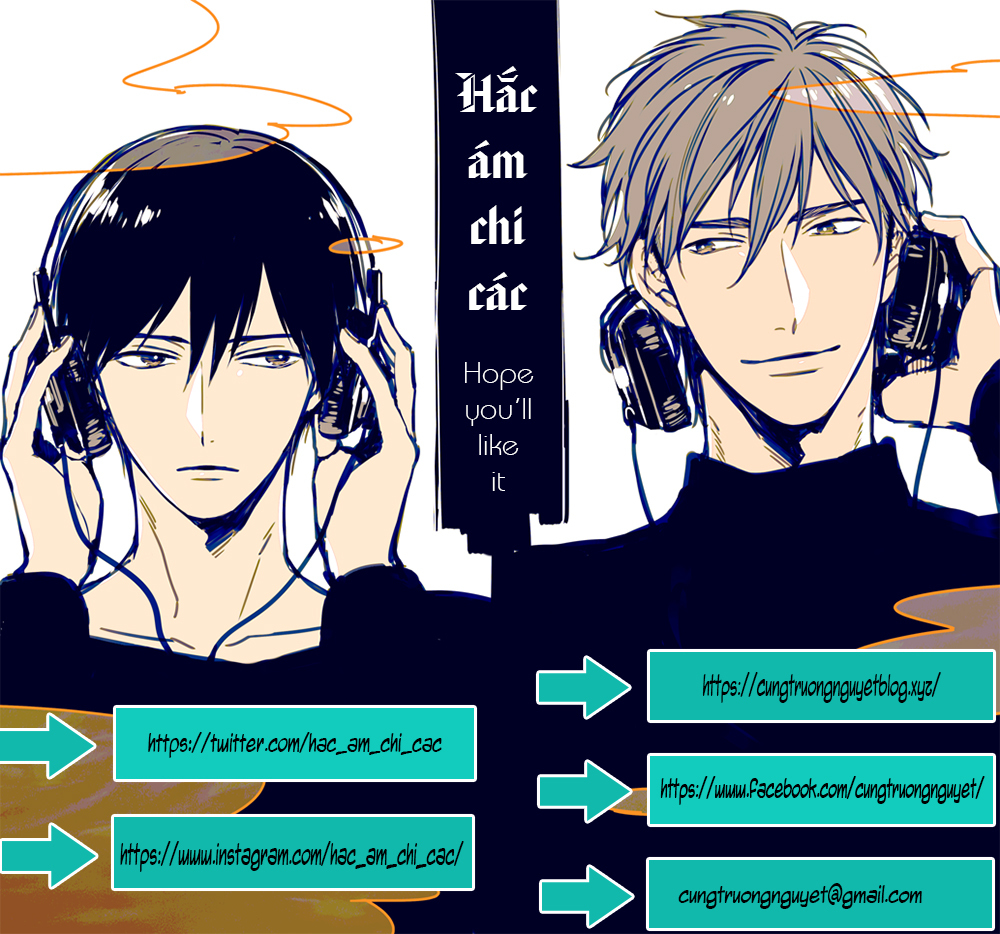 Hắc
ám
chi
các
Hope
you'll
like
it
https://twitter.com/hac_am_chi_cac
https://www.instagram.com/hac_am_chi_cac/
https://cungtruongnguyetblog.xyz/
https://www.facebook.com/cungtruongnguyet/
cungtruongnguyet@gmail.com